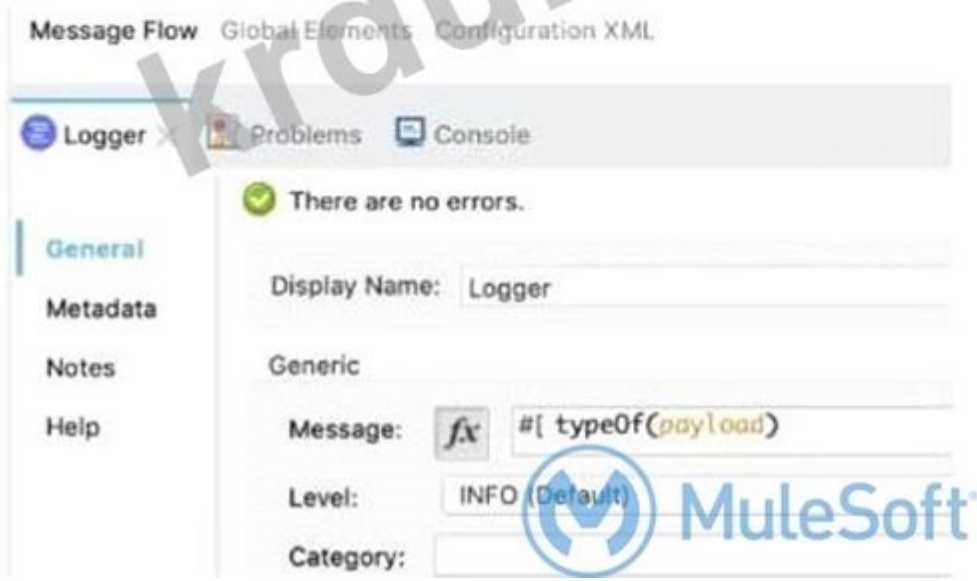 Message Flow Global Elements Configuration XML
Logger Problems Console
There are no errors.
General
Display Name: Logger
Metadata
Notes
Generic
Help
Message: fx #[ typeOf(payload)
Level: INFO (Default)
MuleSoft
Category: